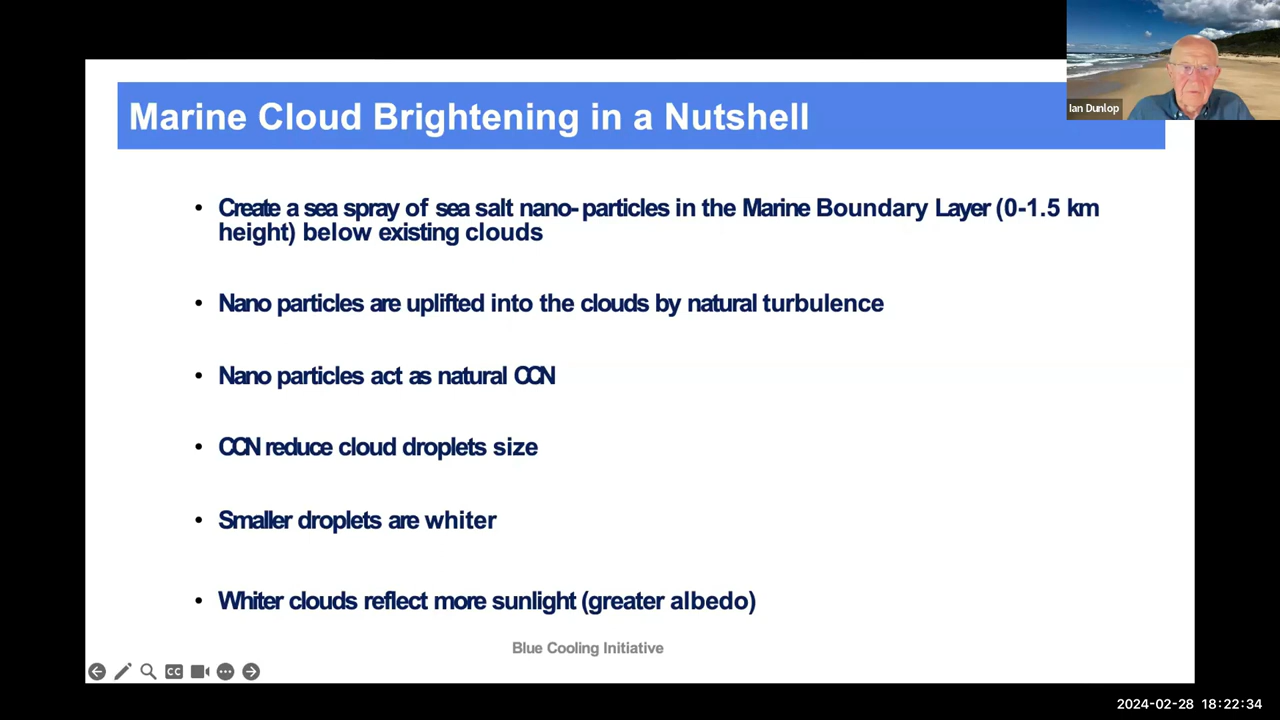 Marine Cloud Brightening in a Nutshell
Ian Dunlop
• Create a sea spray of sea salt nano-particles in the Marine Boundary Layer (0-1.5 km
height) below existing clouds
• Nano particles are uplifted into the clouds by natural turbulence
• Nano particles act as natural CCN
• CCN reduce cloud droplets size
• Smaller droplets are whiter
• Whiter clouds reflect more sunlight (greater albedo)
Blue Cooling Initiative
CC
2024-02-28 18:22:34